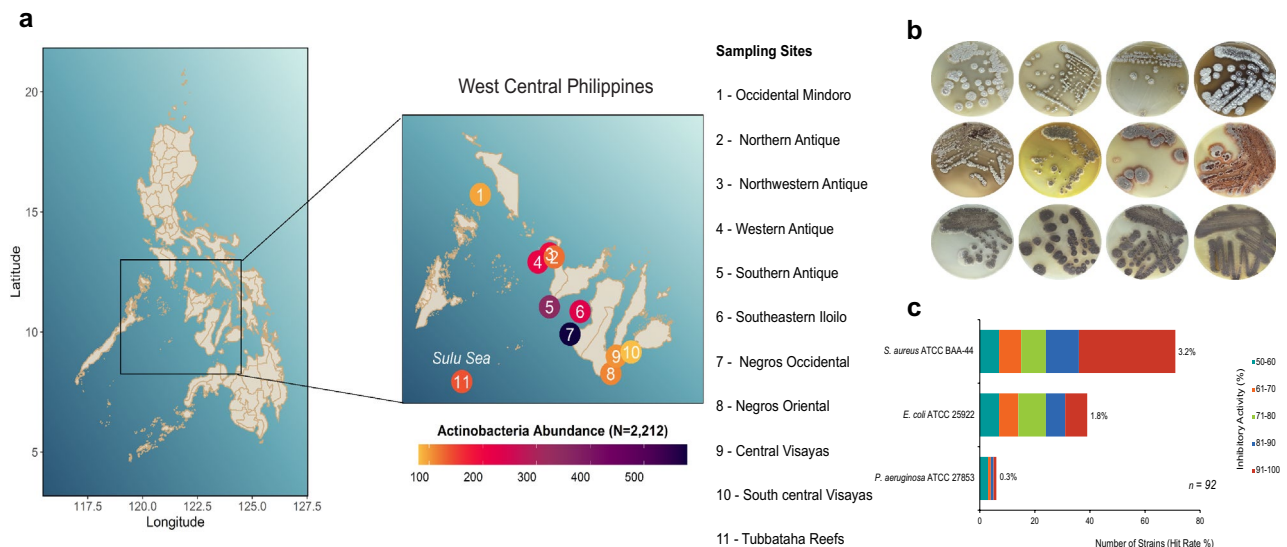 a
20
15
10
5
Latitude
117.5 120.0 122.5 125.0 127.5
Longitude
West Central Philippines
1
3
2
4
5
6
7
9
10
8
11
Sulu Sea
Actinobacteria Abundance (N=2,212)
100 200 300 400 500
Sampling Sites
1 - Occidental Mindoro
2 - Northern Antique
3 - Northwestern Antique
4 - Western Antique
5 - Southern Antique
6 - Southeastern Iloilo
7 - Negros Occidental
8 - Negros Oriental
9 - Central Visayas
10 - South central Visayas
11 - Tubbataha Reefs
b
c
S. aureus ATCC BAA-44
3.2%
E. coli ATCC 25922
1.8%
P. aeruginosa ATCC 27853
0.3%
n = 92
0 20 40 60 80
Number of Strains (Hit Rate %)
Inhibitory Activity (%)
50-60
61-70
71-80
81-90
91-100